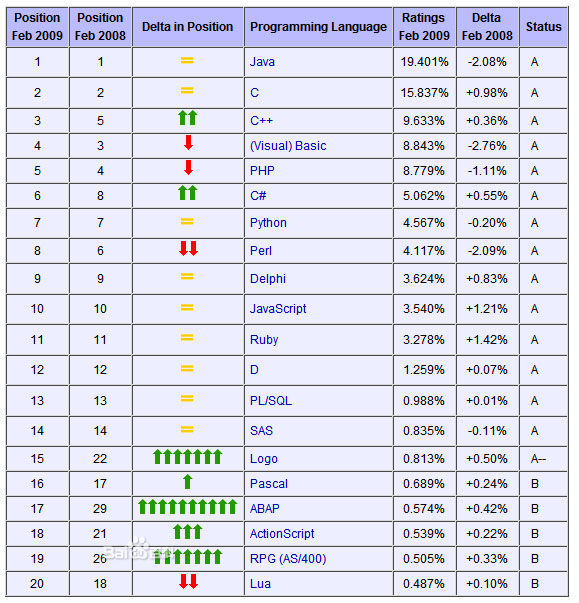 Position Feb 2009 Position Feb 2008 Delta in Position Programming Language Ratings Feb 2009 Delta Feb 2008 Status
1 1 Java 19.401% -2.08% A
2 2 C 15.837% +0.98% A
3 5 C++ 9.633% +0.36% A
4 3 (Visual) Basic 8.843% -2.76% A
5 4 PHP 8.779% -1.11% A
6 8 C# 5.062% +0.55% A
7 7 Python 4.567% -0.20% A
8 6 Perl 4.117% -2.09% A
9 9 Delphi 3.624% +0.83% A
10 10 JavaScript 3.540% +1.21% A
11 11 Ruby 3.278% +1.42% A
12 12 D 1.259% +0.07% A
13 13 PL/SQL 0.988% +0.01% A
14 14 SAS 0.835% -0.11% A
15 22 Logo 0.813% +0.50% A--
16 17 Pascal 0.689% +0.24% B
17 29 ABAP 0.574% +0.42% B
18 21 ActionScript 0.539% +0.22% B
19 26 RPG (AS/400) 0.505% +0.33% B
20 18 Lua 0.487% +0.10% B